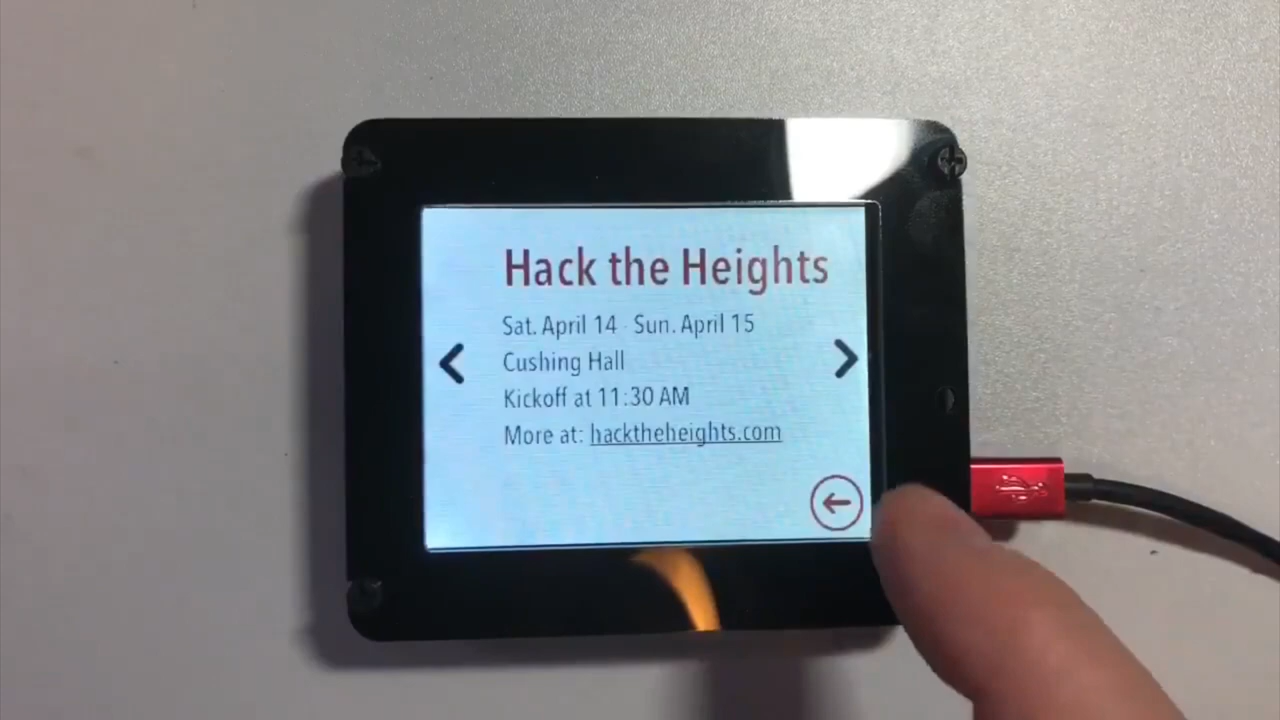 Hack the Heights
Sat. April 14 - Sun. April 15
Cushing Hall
Kickoff at 11:30 AM
More at: hacktheheights.com